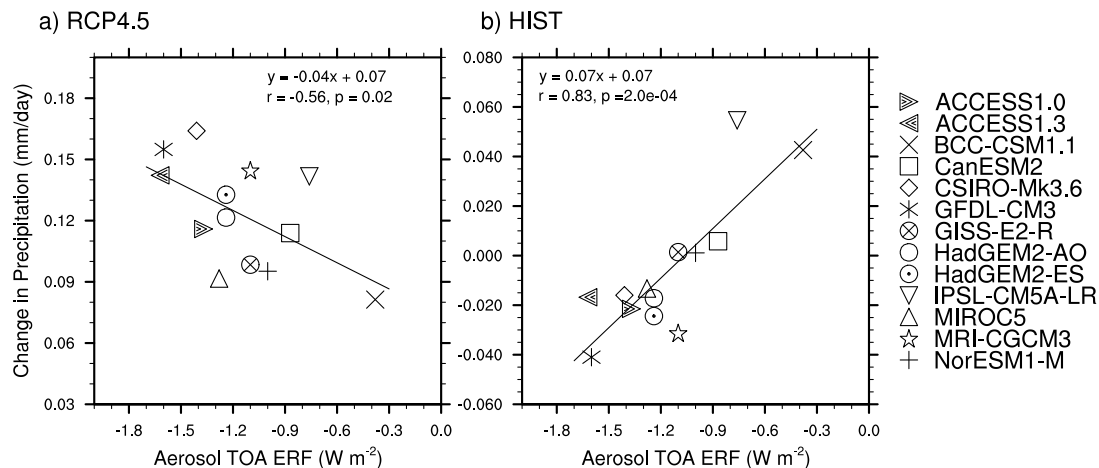 a) RCP4.5
b) HIST
y = -0.04x + 0.07
r = -0.56, p = 0.02
y = 0.07x + 0.07
r = 0.83, p =2.0e-04
Change in Precipitation (mm/day)
0.18
0.15
0.12
0.09
0.06
0.03
-1.8 -1.5 -1.2 -0.9 -0.6 -0.3 0.0
Aerosol TOA ERF (W m⁻²)
0.080
0.060
0.040
0.020
0.000
-0.020
-0.040
-0.060
-1.8 -1.5 -1.2 -0.9 -0.6 -0.3 0.0
Aerosol TOA ERF (W m⁻²)
ACCESS1.0
ACCESS1.3
BCC-CSM1.1
CanESM2
CSIRO-Mk3.6
GFDL-CM3
GISS-E2-R
HadGEM2-AO
HadGEM2-ES
IPSL-CM5A-LR
MIROC5
MRI-CGCM3
NorESM1-M